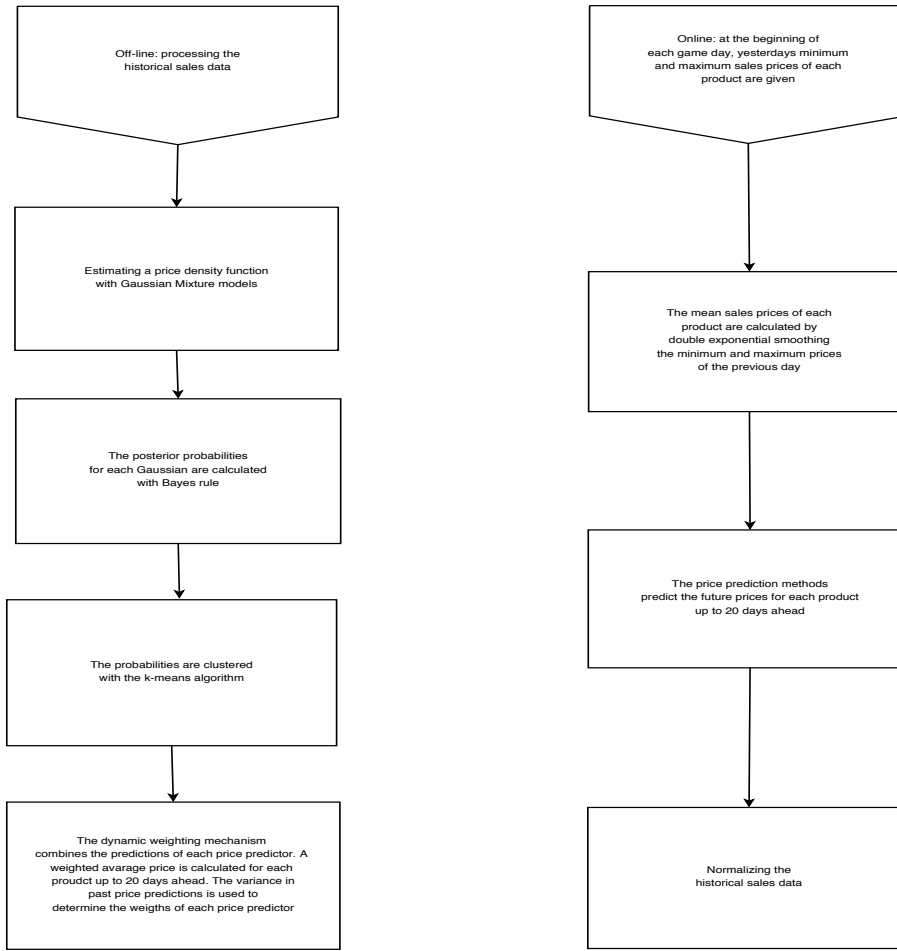 Off-line: processing the
historical sales data
Estimating a price density function
with Gaussian Mixture models
The posterior probabilities
for each Gaussian are calculated
with Bayes rule
The probabilities are clustered
with the k-means algorithm
The dynamic weighting mechanism
combines the predictions of each price predictor. A
weighted avarage price is calculated for each
proudct up to 20 days ahead. The variance in
past price predictions is used to
determine the weigths of each price predictor
Online: at the beginning of
each game day, yesterdays minimum
and maximum sales prices of each
product are given
The mean sales prices of each
product are calculated by
double exponential smoothing
the minimum and maximum prices
of the previous day
The price prediction methods
predict the future prices for each product
up to 20 days ahead
Normalizing the
historical sales data